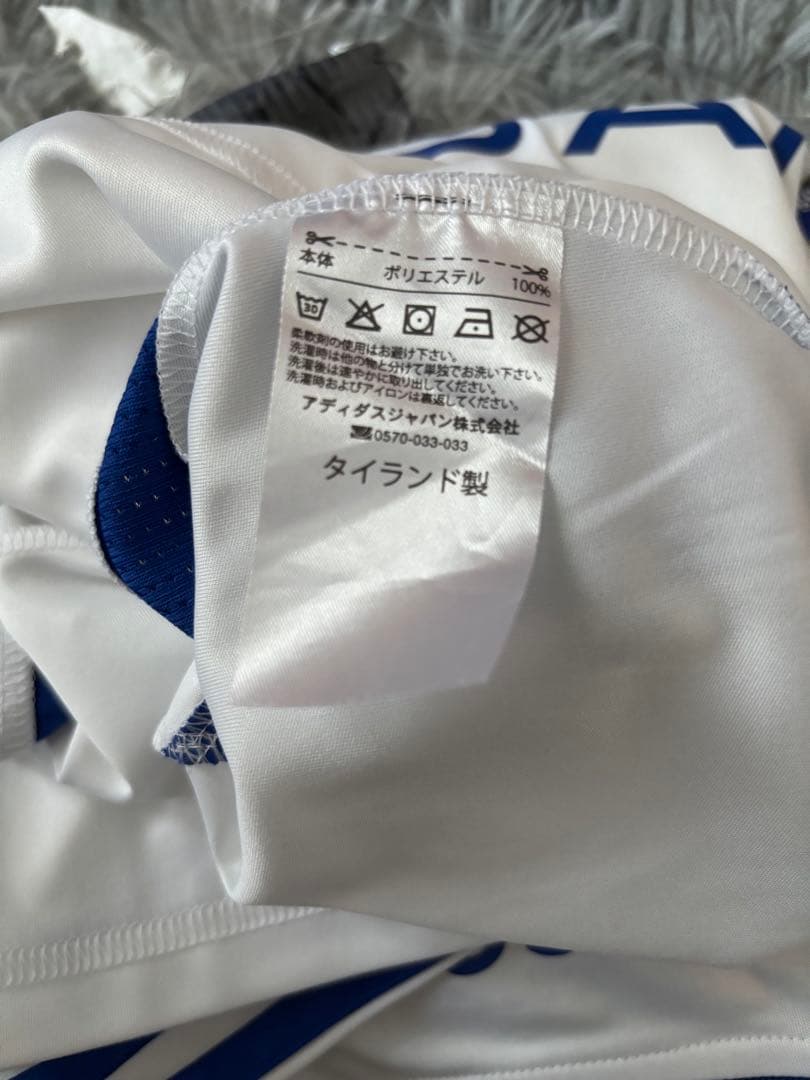 本体 ポリエステル 100%
30
柔軟剤の使用はお避け下さい。
洗濯時は他の物と分けて単独でお洗い下さい。
洗濯後は速やかに取り出してください。
洗濯時およびアイロンは裏返してください。
アディダスジャパン株式会社
0570-033-033
タイランド製